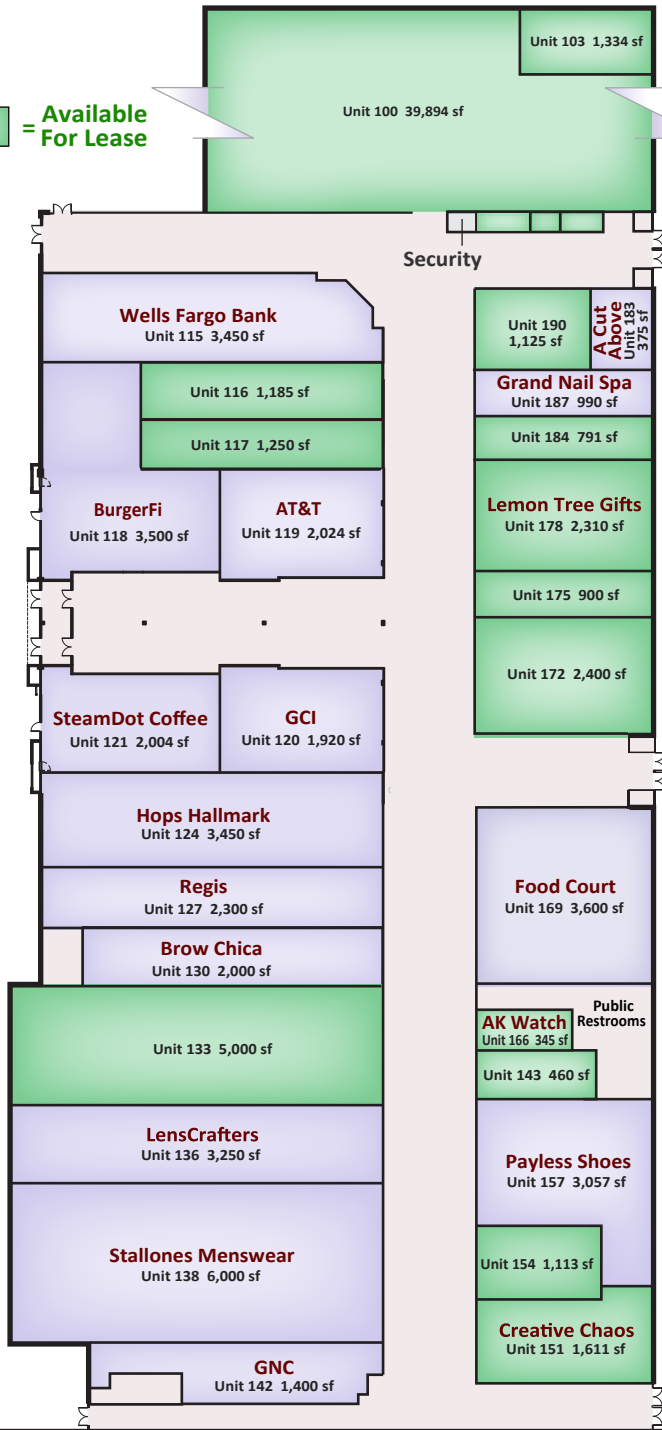 Unit 103 1,334 sf
Unit 100 39,894 sf
= Available
For Lease
Security
Wells Fargo Bank
Unit 115 3,450 sf
Unit 116 1,185 sf
Unit 117 1,250 sf
BurgerFi
Unit 118 3,500 sf
AT&T
Unit 119 2,024 sf
SteamDot Coffee
Unit 121 2,004 sf
GCI
Unit 120 1,920 sf
Hops Hallmark
Unit 124 3,450 sf
Regis
Unit 127 2,300 sf
Brow Chica
Unit 130 2,000 sf
Unit 133 5,000 sf
LensCrafters
Unit 136 3,250 sf
Stallones Menswear
Unit 138 6,000 sf
GNC
Unit 142 1,400 sf
Unit 190
1,125 sf
A Cut
Above
Unit 183
375 sf
Grand Nail Spa
Unit 187 990 sf
Unit 184 791 sf
Lemon Tree Gifts
Unit 178 2,310 sf
Unit 175 900 sf
Unit 172 2,400 sf
Food Court
Unit 169 3,600 sf
Public
Restrooms
AK Watch
Unit 166 345 sf
Unit 143 460 sf
Payless Shoes
Unit 157 3,057 sf
Unit 154 1,113 sf
Creative Chaos
Unit 151 1,611 sf